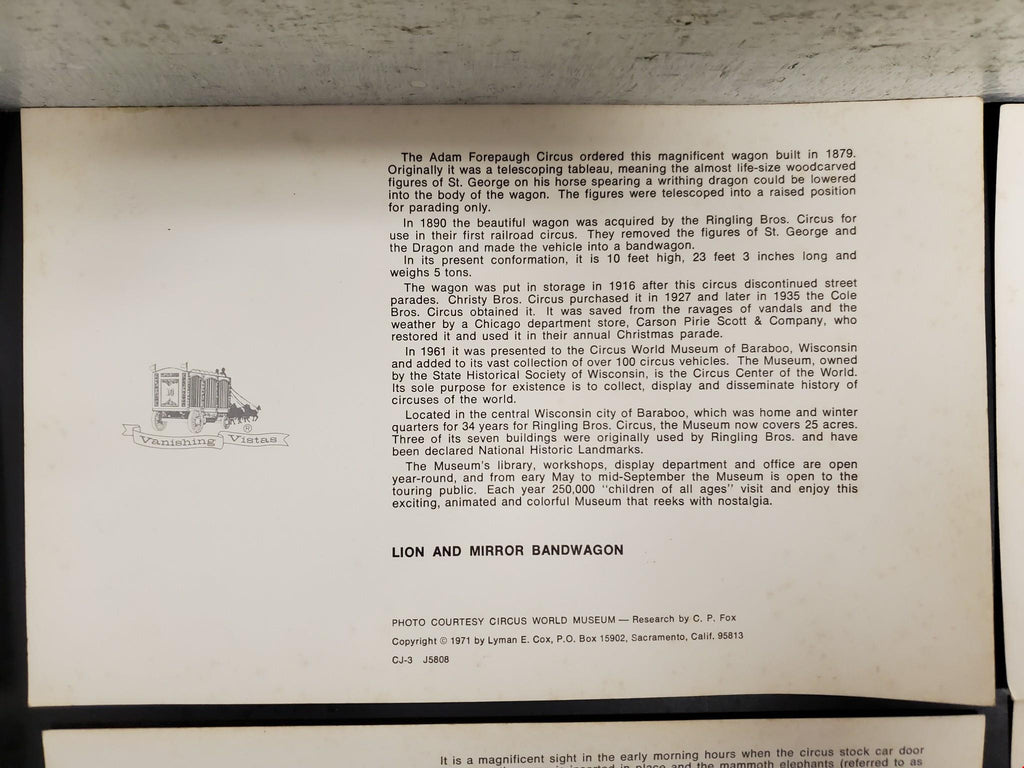 The Adam Forepaugh Circus ordered this magnificent wagon built in 1879.
Originally it was a telescoping tableau, meaning the almost life-size woodcarved
figures of St. George on his horse spearing a writhing dragon could be lowered
into the body of the wagon. The figures were telescoped into a raised position
for parading only.
In 1890 the beautiful wagon was acquired by the Ringling Bros. Circus for
use in their first railroad circus. They removed the figures of St. George and
the Dragon and made the vehicle into a bandwagon.
In its present conformation, it is 10 feet high, 23 feet 3 inches long and
weighs 5 tons.
The wagon was put in storage in 1916 after this circus discontinued street
parades. Christy Bros. Circus purchased it in 1927 and later in 1935 the Cole
Bros. Circus obtained it. It was saved from the ravages of vandals and the
weather by a Chicago department store, Carson Pirie Scott & Company, who
restored it and used it in their annual Christmas parade.
In 1961 it was presented to the Circus World Museum of Baraboo, Wisconsin
and added to its vast collection of over 100 circus vehicles. The Museum, owned
by the State Historical Society of Wisconsin, is the Circus Center of the World.
Its sole purpose for existence is to collect, display and disseminate history of
circuses of the world.
Located in the central Wisconsin city of Baraboo, which was home and winter
quarters for 34 years for Ringling Bros. Circus, the Museum now covers 25 acres.
Three of its seven buildings were originally used by Ringling Bros. and have
been declared National Historic Landmarks.
The Museum's library, workshops, display department and office are open
year-round, and from eary May to mid-September the Museum is open to the
touring public. Each year 250,000 "children of all ages" visit and enjoy this
exciting, animated and colorful Museum that reeks with nostalgia.
Vanishing Vistas ®
LION AND MIRROR BANDWAGON
PHOTO COURTESY CIRCUS WORLD MUSEUM — Research by C. P. Fox
Copyright © 1971 by Lyman E. Cox, P.O. Box 15902, Sacramento, Calif. 95813
CJ-3 J5808
It is a magnificent sight in the early morning hours when the circus stock car door
is inserted in place and the mammoth elephants (referred to as